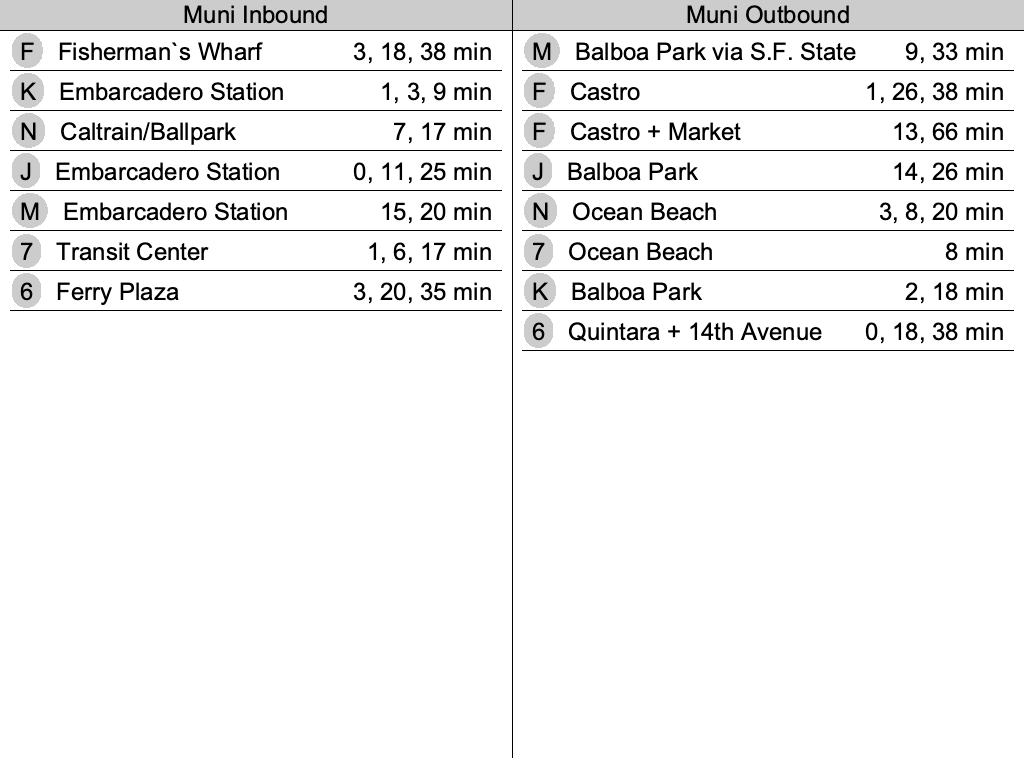 Muni Inbound
F Fisherman`s Wharf 3, 18, 38 min
K Embarcadero Station 1, 3, 9 min
N Caltrain/Ballpark 7, 17 min
J Embarcadero Station 0, 11, 25 min
M Embarcadero Station 15, 20 min
7 Transit Center 1, 6, 17 min
6 Ferry Plaza 3, 20, 35 min
Muni Outbound
M Balboa Park via S.F. State 9, 33 min
F Castro 1, 26, 38 min
F Castro + Market 13, 66 min
J Balboa Park 14, 26 min
N Ocean Beach 3, 8, 20 min
7 Ocean Beach 8 min
K Balboa Park 2, 18 min
6 Quintara + 14th Avenue 0, 18, 38 min